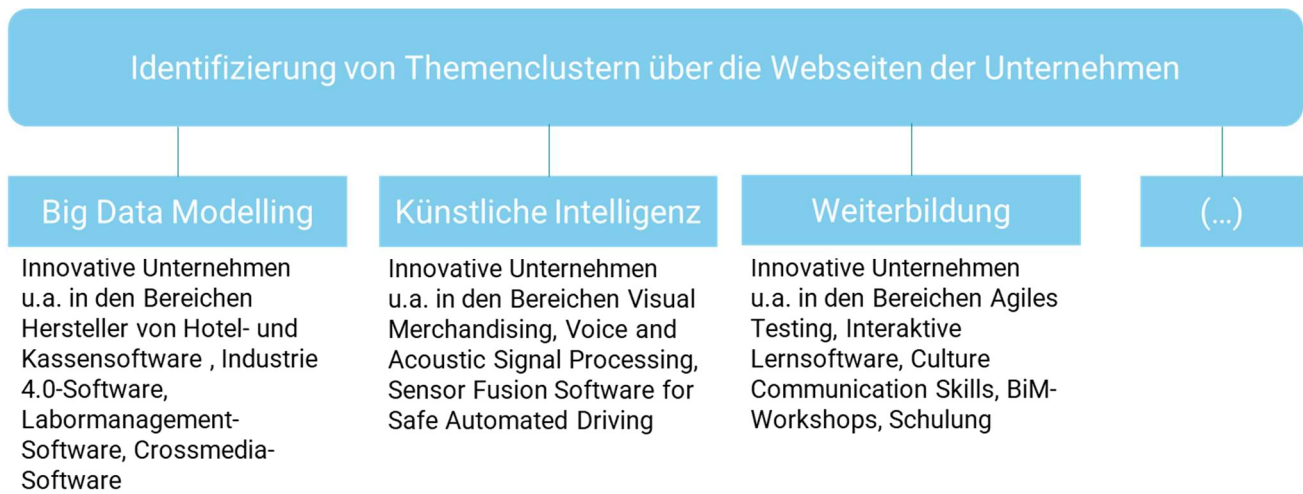 Identifizierung von Themenclustern über die Webseiten der Unternehmen
Big Data Modelling
Innovative Unternehmen
u.a. in den Bereichen
Hersteller von Hotel- und
Kassensoftware , Industrie
4.0-Software,
Labormanagement-
Software, Crossmedia-
Software
Künstliche Intelligenz
Innovative Unternehmen
u.a. in den Bereichen Visual
Merchandising, Voice and
Acoustic Signal Processing,
Sensor Fusion Software for
Safe Automated Driving
Weiterbildung
Innovative Unternehmen
u.a. in den Bereichen Agiles
Testing, Interaktive
Lernsoftware, Culture
Communication Skills, BiM-
Workshops, Schulung
(...)